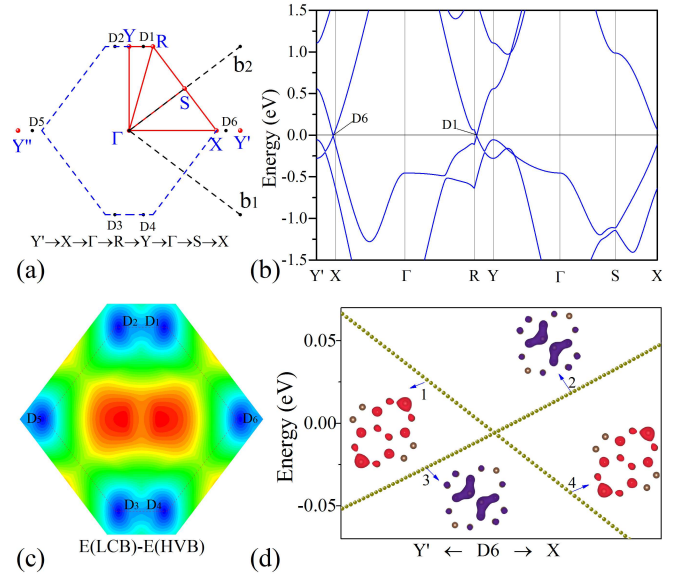 D2 Y D1 R
b2
S
D5 Γ D6
Y'' X Y'
b1
D3 D4
Y'→X→Γ→R→Y→Γ→S→X
(a)
1.5
1.0
0.5
0.0
-0.5
-1.0
-1.5
Energy (eV)
D6
D1
Y' X Γ R Y Γ S X
(b)
D2 D1
D5 D6
D3 D4
E(LCB)-E(HVB)
(c)
0.05
0.00
-0.05
Energy (eV)
1
2
3
4
Y' ← D6 → X
(d)